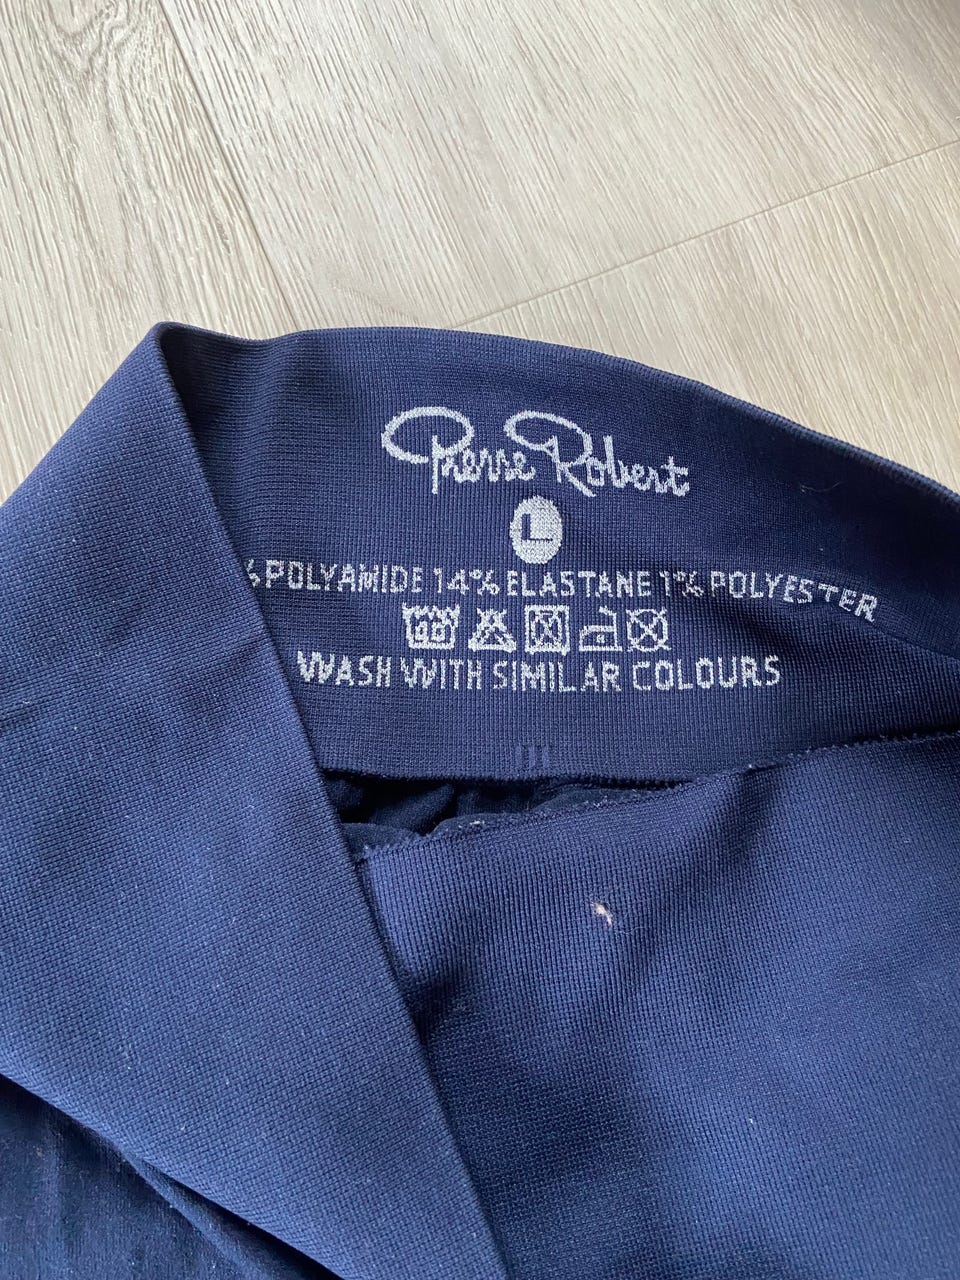 Pierre Robert
L
% POLYAMIDE 14% ELASTANE 1% POLYESTER
WASH WITH SIMILAR COLOURS